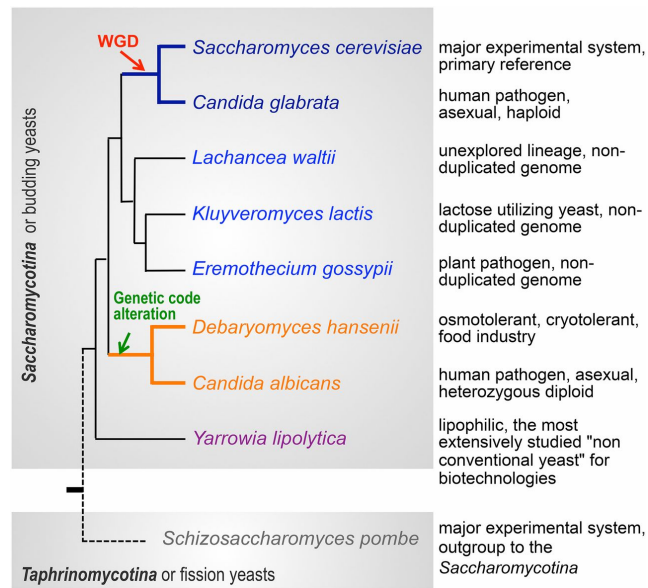 WGD
Saccharomyces cerevisiae
major experimental system,
primary reference
Candida glabrata
human pathogen,
asexual, haploid
Lachancea waltii
unexplored lineage, non-
duplicated genome
Kluyveromyces lactis
lactose utilizing yeast, non-
duplicated genome
Eremothecium gossypii
plant pathogen, non-
duplicated genome
Genetic code
alteration
Debaryomyces hansenii
osmotolerant, cryotolerant,
food industry
Candida albicans
human pathogen, asexual,
heterozygous diploid
Yarrowia lipolytica
lipophilic, the most
extensively studied "non
conventional yeast" for
biotechnologies
Saccharomycotina or budding yeasts
Schizosaccharomyces pombe
major experimental system,
outgroup to the
Saccharomycotina
Taphrinomycotina or fission yeasts